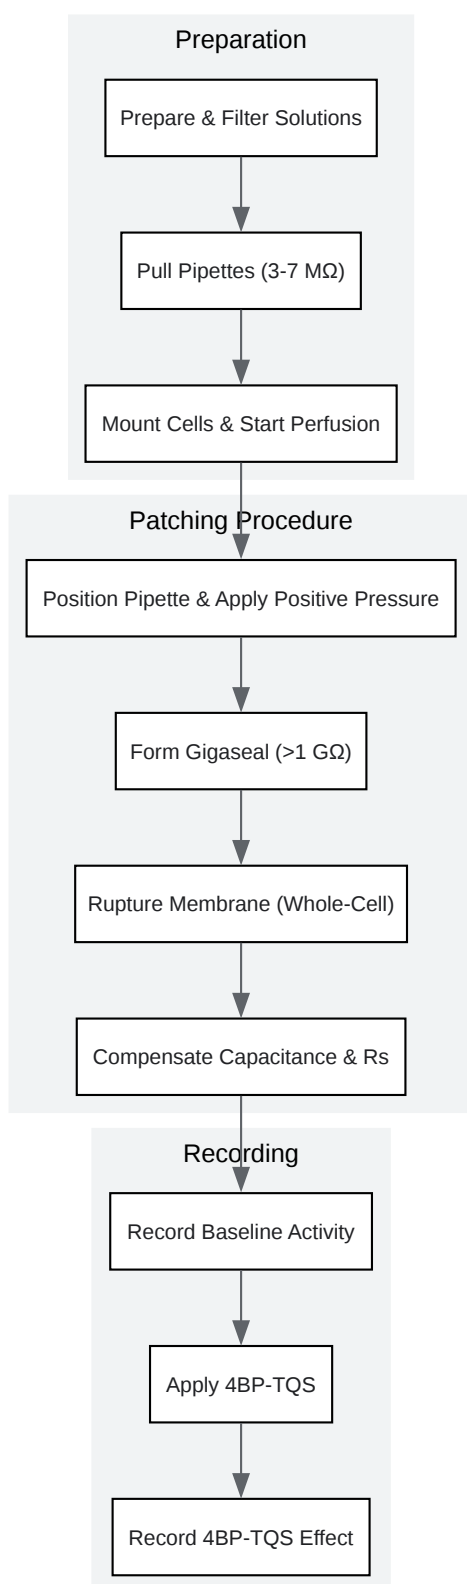 Preparation
Prepare & Filter Solutions
Pull Pipettes (3-7 MΩ)
Mount Cells & Start Perfusion
Patching Procedure
Position Pipette & Apply Positive Pressure
Form Gigaseal (>1 GΩ)
Rupture Membrane (Whole-Cell)
Compensate Capacitance & Rs
Recording
Record Baseline Activity
Apply 4BP-TQS
Record 4BP-TQS Effect